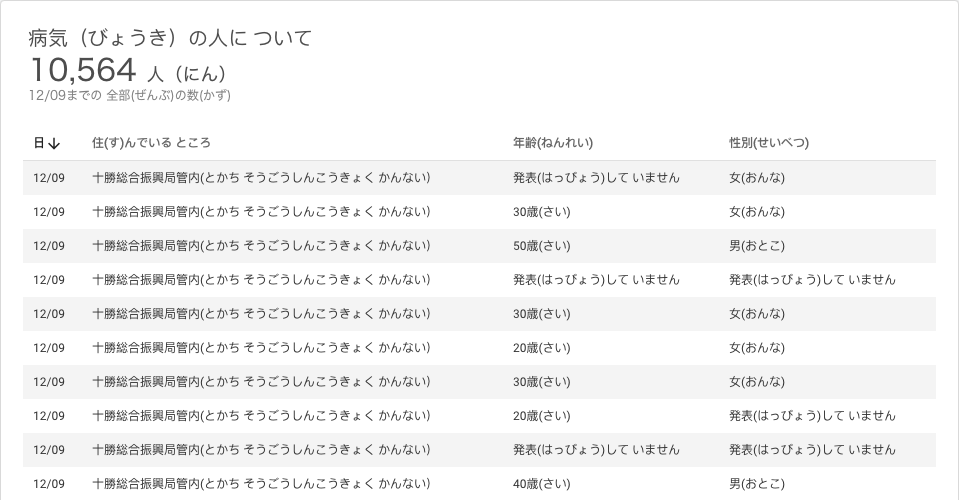 病気（びょうき）の人に ついて
10,564 人（にん）
12/09までの 全部(ぜんぶ)の数(かず)
日↓ 住(す)んでいる ところ 年齢(ねんれい) 性別(せいべつ)
12/09 十勝総合振興局管内(とかち そうごうしんこうきょく かんない） 発表(はっぴょう)して いません 女(おんな)
12/09 十勝総合振興局管内(とかち そうごうしんこうきょく かんない） 30歳(さい) 女(おんな)
12/09 十勝総合振興局管内(とかち そうごうしんこうきょく かんない） 50歳(さい) 男(おとこ)
12/09 十勝総合振興局管内(とかち そうごうしんこうきょく かんない） 発表(はっぴょう)して いません 発表(はっぴょう)して いません
12/09 十勝総合振興局管内(とかち そうごうしんこうきょく かんない） 30歳(さい) 女(おんな)
12/09 十勝総合振興局管内(とかち そうごうしんこうきょく かんない） 20歳(さい) 女(おんな)
12/09 十勝総合振興局管内(とかち そうごうしんこうきょく かんない） 30歳(さい) 女(おんな)
12/09 十勝総合振興局管内(とかち そうごうしんこうきょく かんない） 20歳(さい) 発表(はっぴょう)して いません
12/09 十勝総合振興局管内(とかち そうごうしんこうきょく かんない） 発表(はっぴょう)して いません 発表(はっぴょう)して いません
12/09 十勝総合振興局管内(とかち そうごうしんこうきょく かんない） 40歳(さい) 男(おとこ)